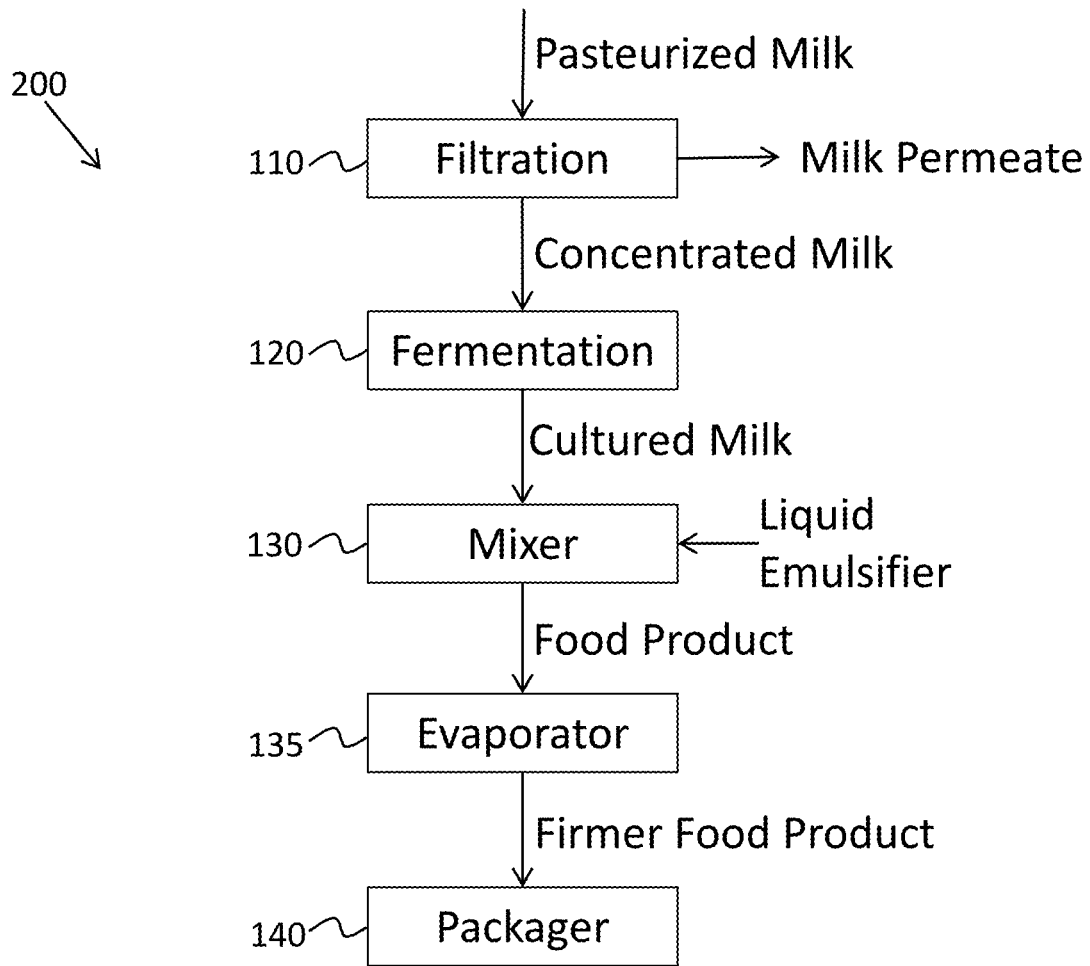 Pasteurized Milk
200
110
Filtration
Milk Permeate
Concentrated Milk
120
Fermentation
Cultured Milk
130
Mixer
Liquid
Emulsifier
Food Product
135
Evaporator
Firmer Food Product
140
Packager